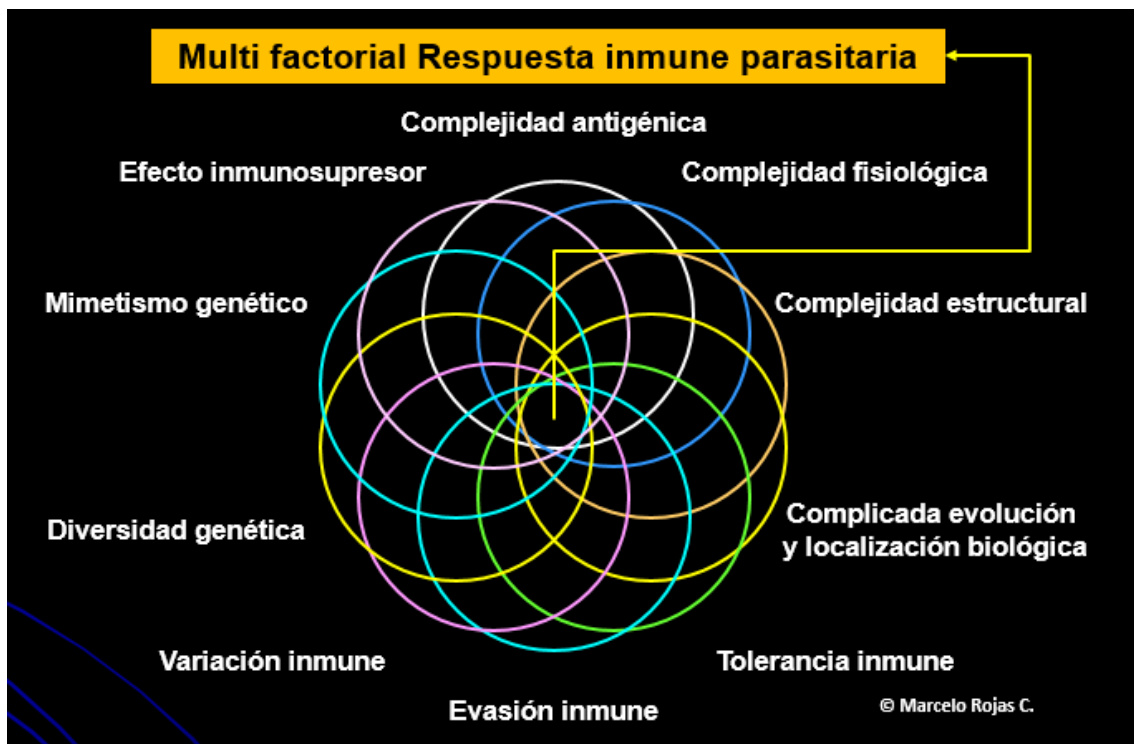 Multi factorial Respuesta inmune parasitaria
Complejidad antigénica
Efecto inmunosupresor
Complejidad fisiológica
Mimetismo genético
Complejidad estructural
Diversidad genética
Complicada evolución
y localización biológica
Variación inmune
Tolerancia inmune
Evasión inmune
© Marcelo Rojas C.